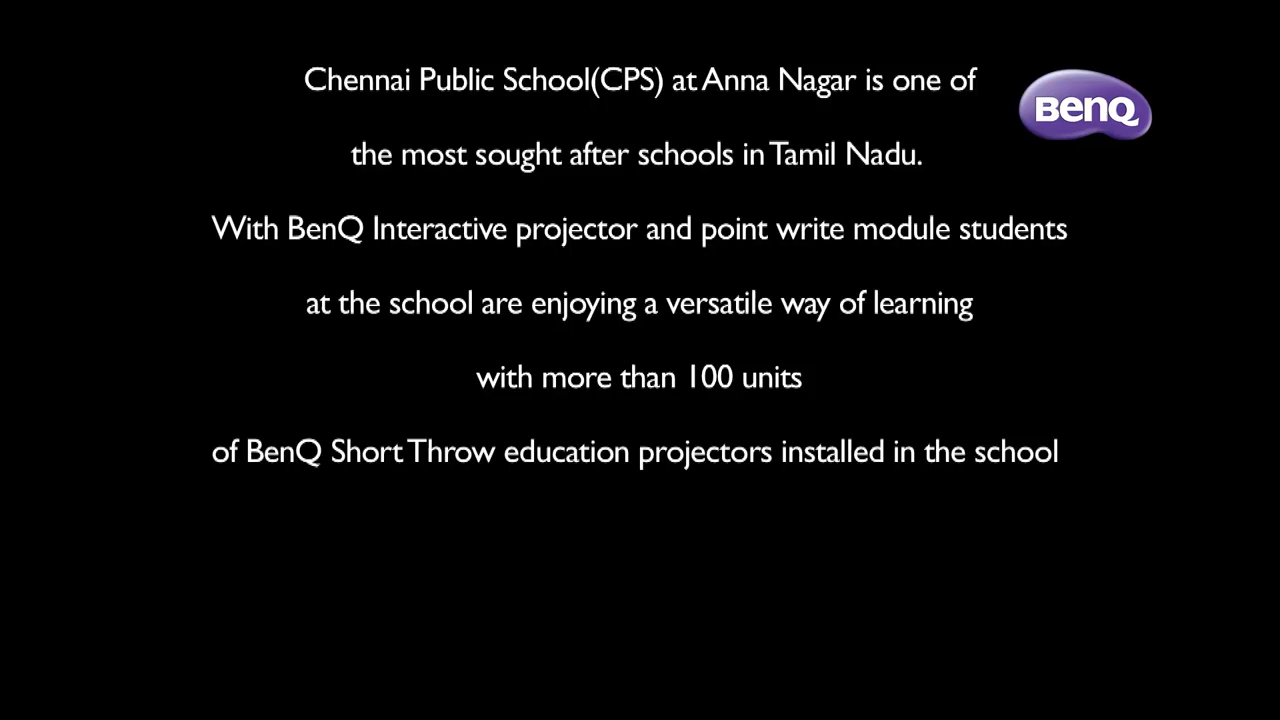 Chennai Public School(CPS) at Anna Nagar is one of
BenQ
the most sought after schools in Tamil Nadu.
With BenQ Interactive projector and point write module students
at the school are enjoying a versatile way of learning
with more than 100 units
of BenQ Short Throw education projectors installed in the school